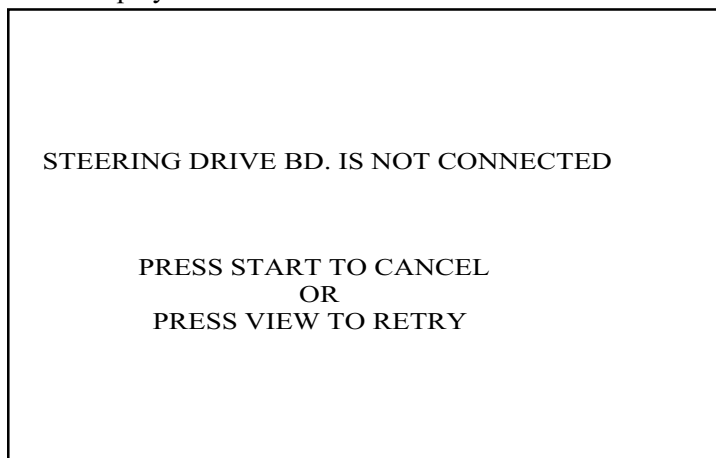 STEERING DRIVE BD. IS NOT CONNECTED
PRESS START TO CANCEL
OR
PRESS VIEW TO RETRY